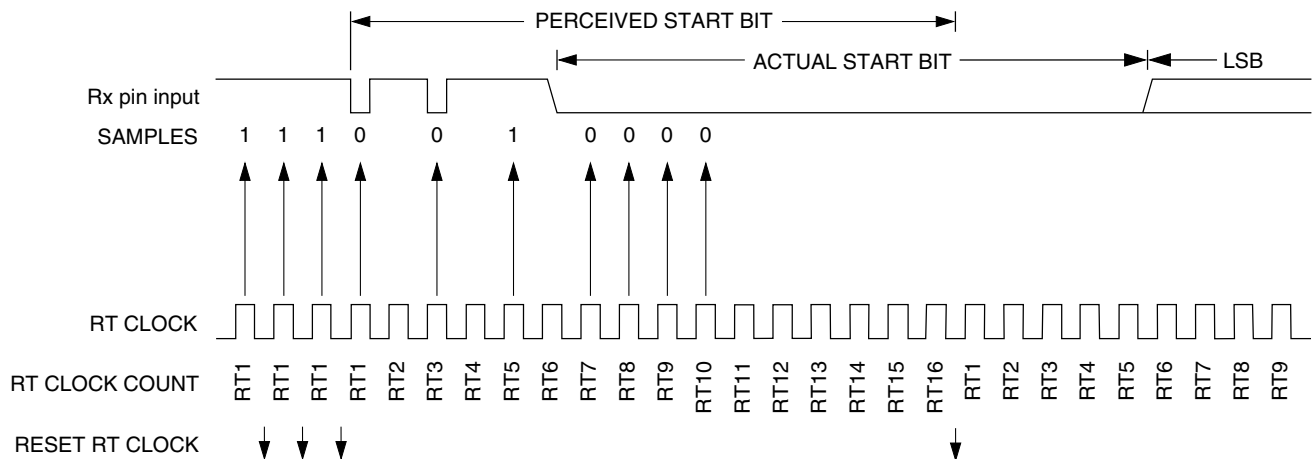 PERCEIVED START BIT
ACTUAL START BIT LSB
Rx pin input
SAMPLES 1 1 1 0 0 1 0 0 0 0
RT CLOCK
RT CLOCK COUNT RT1 RT1 RT1 RT1 RT2 RT3 RT4 RT5 RT6 RT7 RT8 RT9 RT10 RT11 RT12 RT13 RT14 RT15 RT16 RT1 RT2 RT3 RT4 RT5 RT6 RT7 RT8 RT9
RESET RT CLOCK